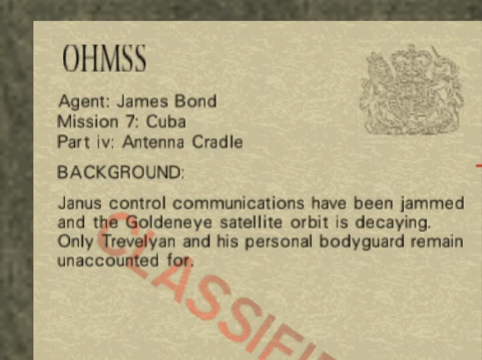 OHMSS
Agent: James Bond
Mission 7: Cuba
Part iv: Antenna Cradle
BACKGROUND:
Janus control communications have been jammed
and the Goldeneye satellite orbit is decaying.
Only Trevelyan and his personal bodyguard remain
unaccounted for.